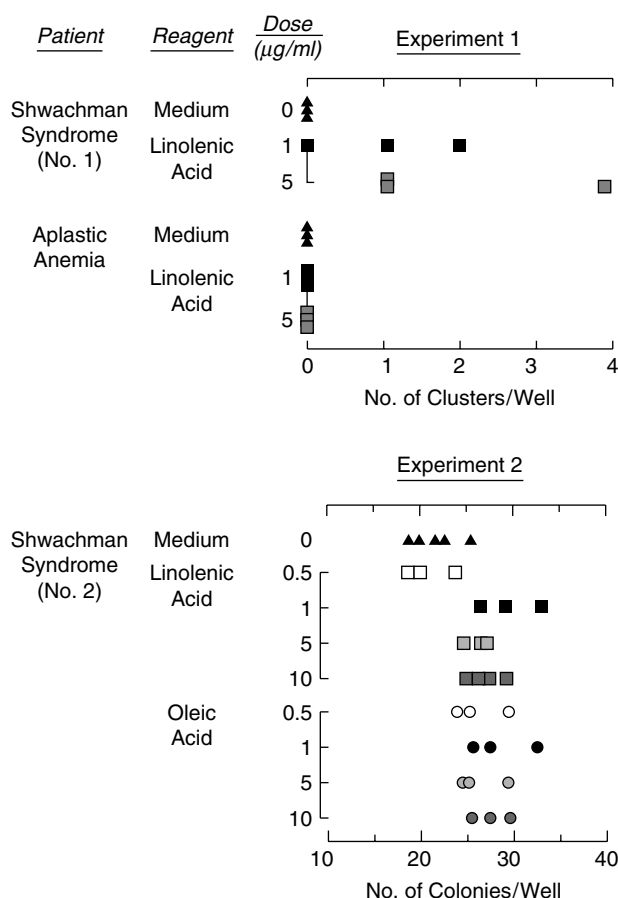 Patient Reagent Dose (μg/ml) Experiment 1
Shwachman Syndrome (No. 1)
Medium 0
Linolenic Acid 1
5
Aplastic Anemia
Medium 0
Linolenic Acid 1
5
0 1 2 3 4
No. of Clusters/Well
Experiment 2
Shwachman Syndrome (No. 2)
Medium 0
Linolenic Acid 0.5
1
5
10
Oleic Acid 0.5
1
5
10
10 20 30 40
No. of Colonies/Well